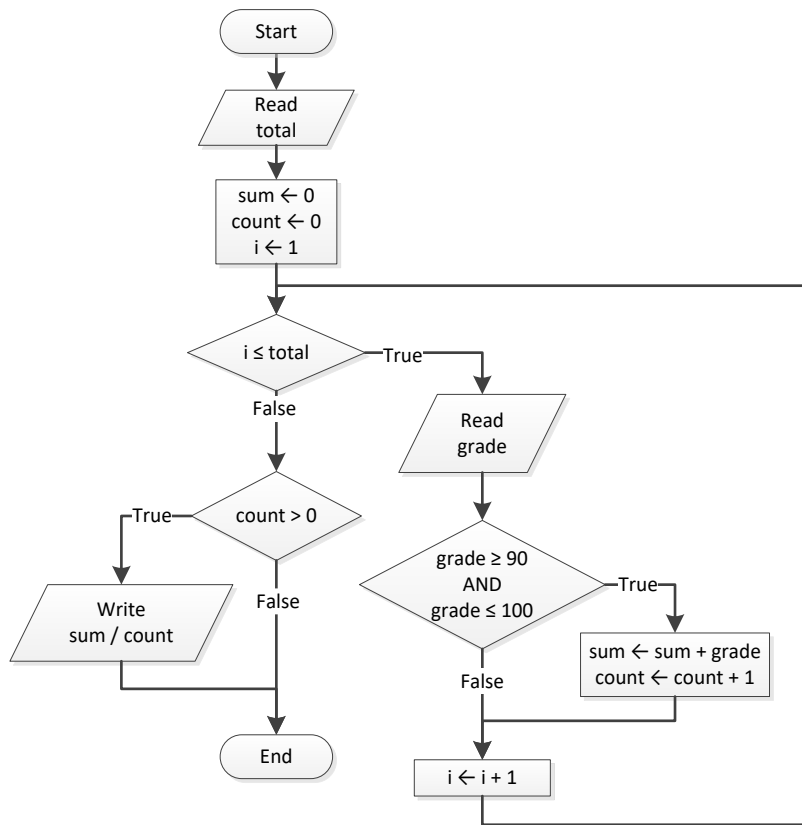 Start
Read
total
sum ← 0
count ← 0
i ← 1
i ≤ total
True
False
Read
grade
count > 0
True
False
Write
sum / count
grade ≥ 90
AND
grade ≤ 100
True
False
sum ← sum + grade
count ← count + 1
i ← i + 1
End